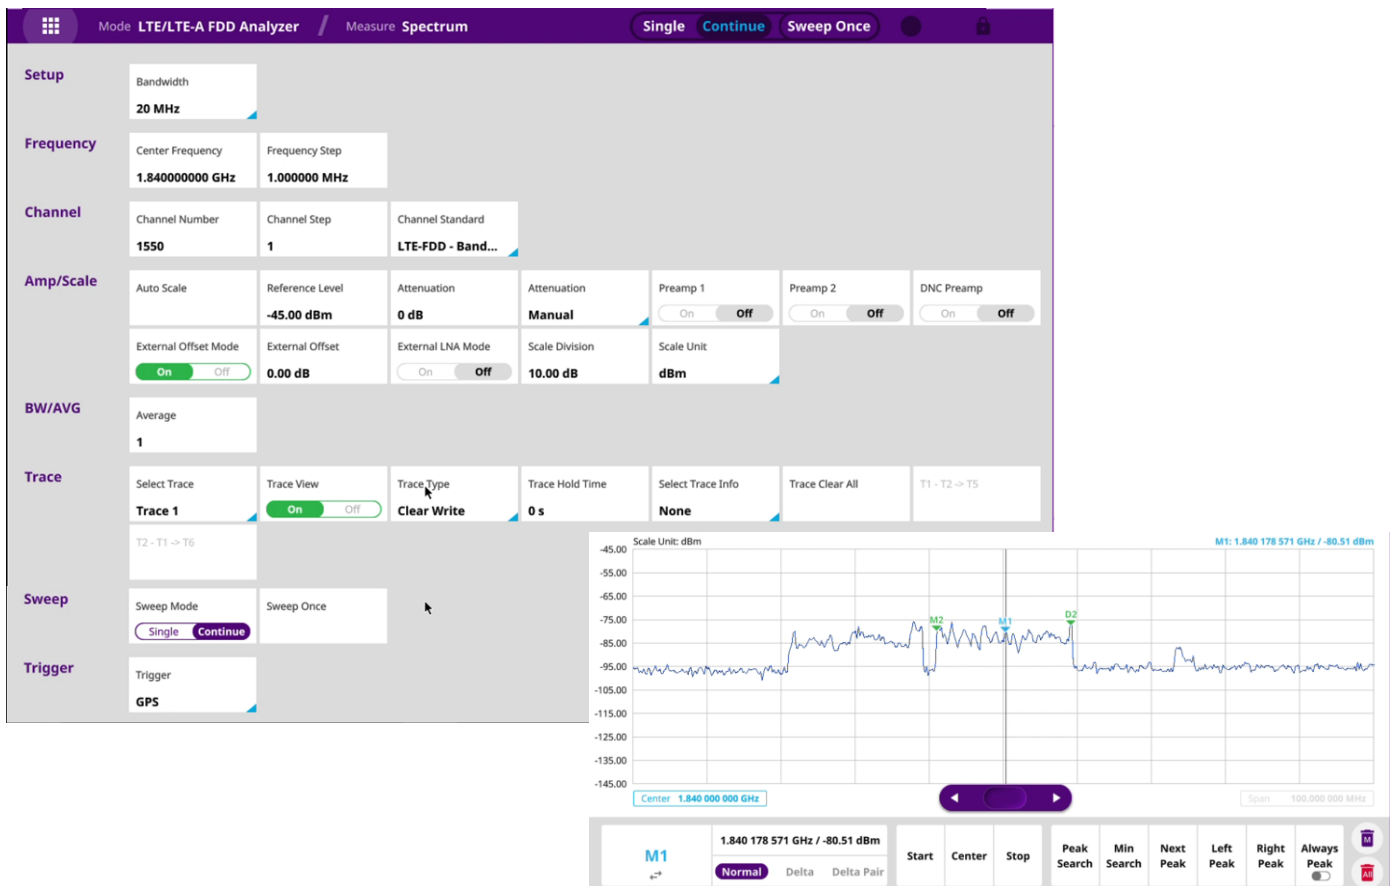 Mode LTE/LTE-A FDD Analyzer / Measure Spectrum Single Continue Sweep Once
Setup
Bandwidth
20 MHz
Frequency
Center Frequency Frequency Step
1.840000000 GHz 1.000000 MHz
Channel
Channel Number Channel Step Channel Standard
1550 1 LTE-FDD - Band...
Amp/Scale
Auto Scale Reference Level Attenuation Attenuation Preamp 1 Preamp 2 DNC Preamp
-45.00 dBm 0 dB Manual On Off On Off On Off
External Offset Mode External Offset External LNA Mode Scale Division Scale Unit
On Off 0.00 dB On Off 10.00 dB dBm
BW/AVG
Average
1
Trace
Select Trace Trace View Trace Type Trace Hold Time Select Trace Info Trace Clear All T1 - T2 -> T5
Trace 1 On Off Clear Write 0 s None
T2 - T1 -> T6
Sweep
Sweep Mode Sweep Once
Single Continue
Trigger
Trigger
GPS
Scale Unit: dBm M1: 1.840 178 571 GHz / -80.51 dBm
-45.00
-55.00
-65.00
-75.00
-85.00
-95.00
-105.00
-115.00
-125.00
-135.00
-145.00
M2 M1 D2
Center 1.840 000 000 GHz Span 100.000 000 MHz
M1
1.840 178 571 GHz / -80.51 dBm
Normal Delta Delta Pair
Start Center Stop
Peak Search
Min Search
Next Peak
Left Peak
Right Peak
Always Peak
M
All